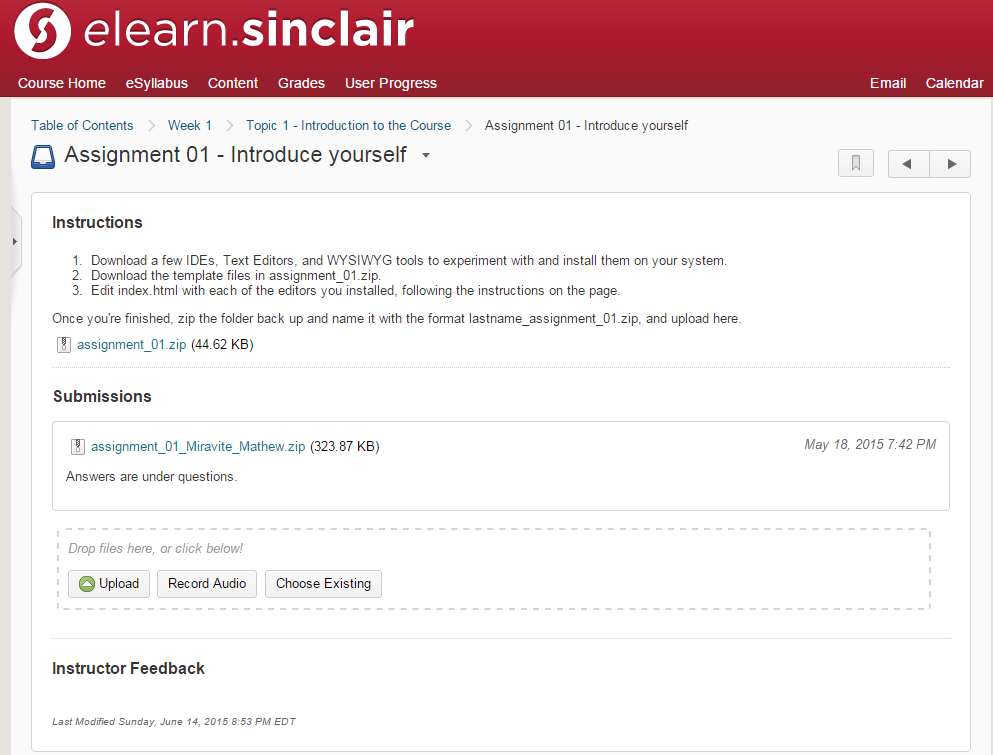 elearn.sinclair
Course Home eSyllabus Content Grades User Progress Email Calendar
Table of Contents Week 1 Topic 1 - Introduction to the Course Assignment 01 - Introduce yourself
Assignment 01 - Introduce yourself
Instructions
1. Download a few IDEs, Text Editors, and WYSIWYG tools to experiment with and install them on your system.
2. Download the template files in assignment_01.zip.
3. Edit index.html with each of the editors you installed, following the instructions on the page.
Once you're finished, zip the folder back up and name it with the format lastname_assignment_01.zip, and upload here.
assignment_01.zip (44.62 KB)
Submissions
assignment_01_Miravite_Mathew.zip (323.87 KB) May 18, 2015 7:42 PM
Answers are under questions.
Drop files here, or click below!
Upload Record Audio Choose Existing
Instructor Feedback
Last Modified Sunday, June 14, 2015 8:53 PM EDT